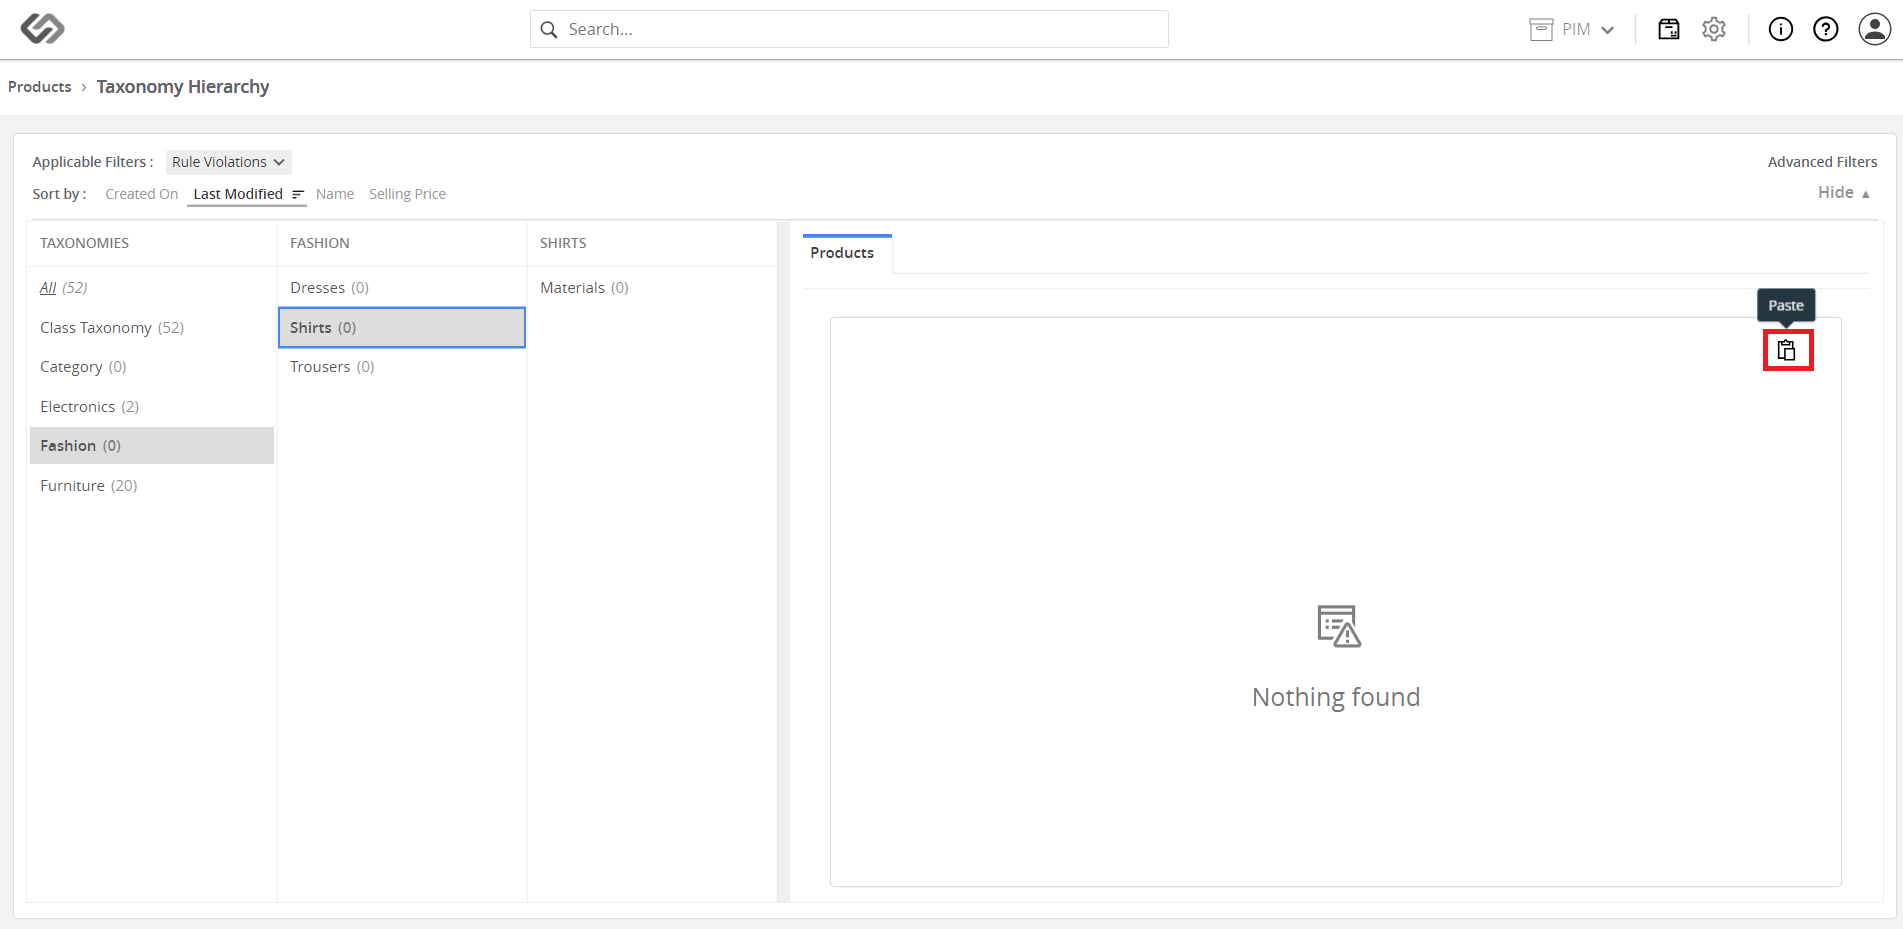 Search...
PIM
Products › Taxonomy Hierarchy
Applicable Filters : Rule Violations
Advanced Filters
Sort by : Created On Last Modified Name Selling Price
Hide ▲
TAXONOMIES
All (52)
Class Taxonomy (52)
Category (0)
Electronics (2)
Fashion (0)
Furniture (20)
FASHION
Dresses (0)
Shirts (0)
Trousers (0)
SHIRTS
Materials (0)
Products
Paste
Nothing found